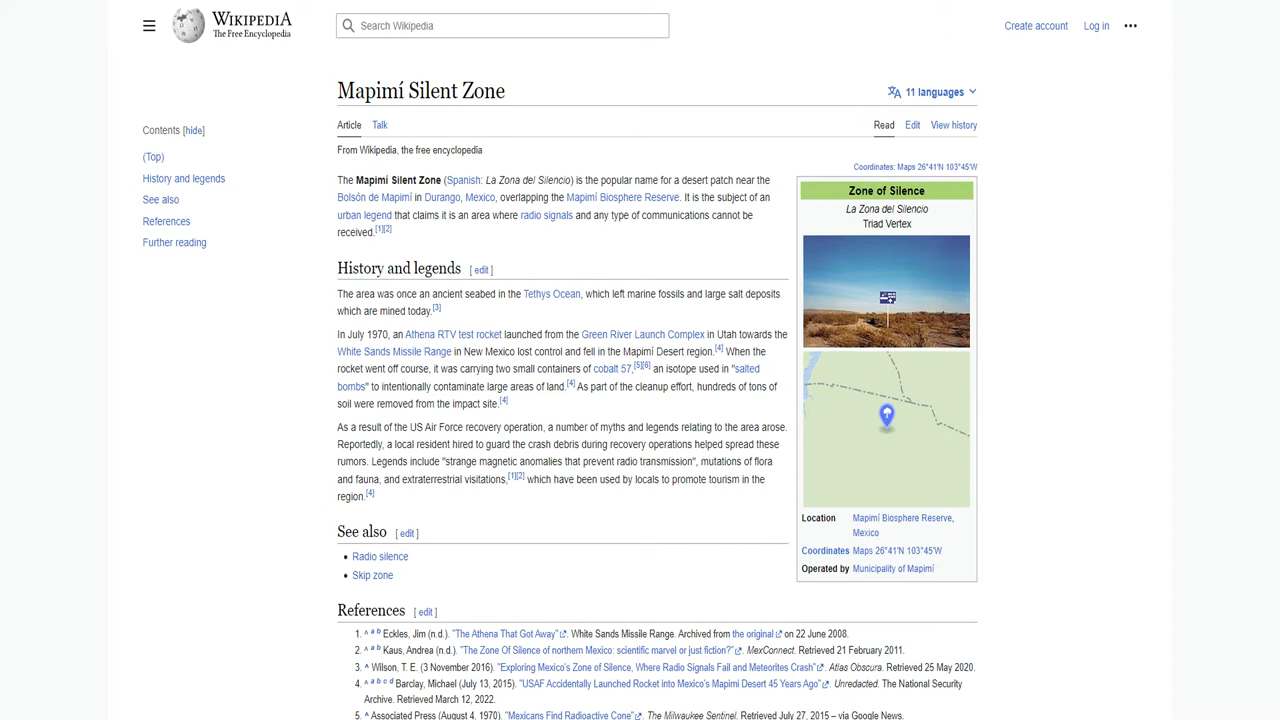 WIKIPEDIA
The Free Encyclopedia
Search Wikipedia
Create account
Log in
Mapimí Silent Zone
11 languages
Contents [hide]
(Top)
History and legends
See also
References
Further reading
Article Talk
Read Edit View history
From Wikipedia, the free encyclopedia
Coordinates: Maps 26°41′N 103°45′W
The Mapimí Silent Zone (Spanish: La Zona del Silencio) is the popular name for a desert patch near the
Bolsón de Mapimí in Durango, Mexico, overlapping the Mapimí Biosphere Reserve. It is the subject of an
urban legend that claims it is an area where radio signals and any type of communications cannot be
received.[1][2]
History and legends [ edit ]
The area was once an ancient seabed in the Tethys Ocean, which left marine fossils and large salt deposits
which are mined today.[3]
In July 1970, an Athena RTV test rocket launched from the Green River Launch Complex in Utah towards the
White Sands Missile Range in New Mexico lost control and fell in the Mapimí Desert region.[4] When the
rocket went off course, it was carrying two small containers of cobalt 57,[5][6] an isotope used in "salted
bombs" to intentionally contaminate large areas of land.[4] As part of the cleanup effort, hundreds of tons of
soil were removed from the impact site.[4]
As a result of the US Air Force recovery operation, a number of myths and legends relating to the area arose.
Reportedly, a local resident hired to guard the crash debris during recovery operations helped spread these
rumors. Legends include "strange magnetic anomalies that prevent radio transmission", mutations of flora
and fauna, and extraterrestrial visitations,[1][2] which have been used by locals to promote tourism in the
region.[4]
See also [ edit ]
• Radio silence
• Skip zone
References [ edit ]
1. ^ a b Eckles, Jim (n.d.). "The Athena That Got Away". White Sands Missile Range. Archived from the original on 22 June 2008.
2. ^ a b Kaus, Andrea (n.d.). "The Zone Of Silence of northern Mexico: scientific marvel or just fiction?". MexConnect. Retrieved 21 February 2011.
3. ^ Wilson, T. E. (3 November 2016). "Exploring Mexico's Zone of Silence, Where Radio Signals Fail and Meteorites Crash". Atlas Obscura. Retrieved 25 May 2020.
4. ^ a b c d Barclay, Michael (July 13, 2015). "USAF Accidentally Launched Rocket into Mexico's Mapimi Desert 45 Years Ago". Unredacted. The National Security
Archive. Retrieved March 12, 2022.
5. ^ Associated Press (August 4, 1970). "Mexicans Find Radioactive Cone". The Milwaukee Sentinel. Retrieved July 27, 2015 – via Google News.
Zone of Silence
La Zona del Silencio
Triad Vertex
Location Mapimí Biosphere Reserve,
Mexico
Coordinates Maps 26°41′N 103°45′W
Operated by Municipality of Mapimí